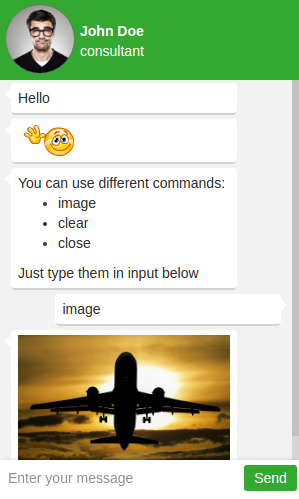 John Doe
consultant
Hello
You can use different commands:
image
clear
close
Just type them in input below
image
Enter your message
Send